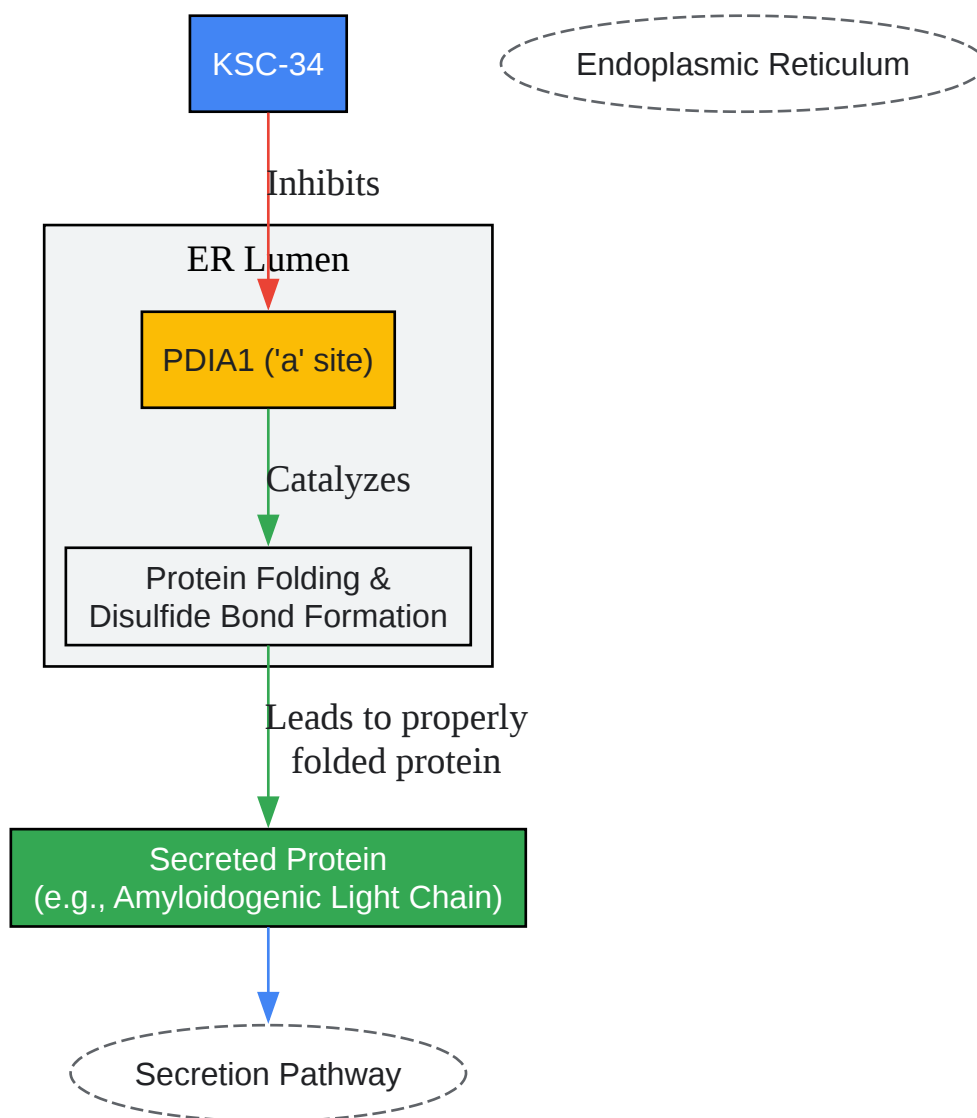 KSC-34
Endoplasmic Reticulum
Inhibits
ER Lumen
PDIA1 ('a' site)
Catalyzes
Protein Folding &
Disulfide Bond Formation
Leads to properly
folded protein
Secreted Protein
(e.g., Amyloidogenic Light Chain)
Secretion Pathway